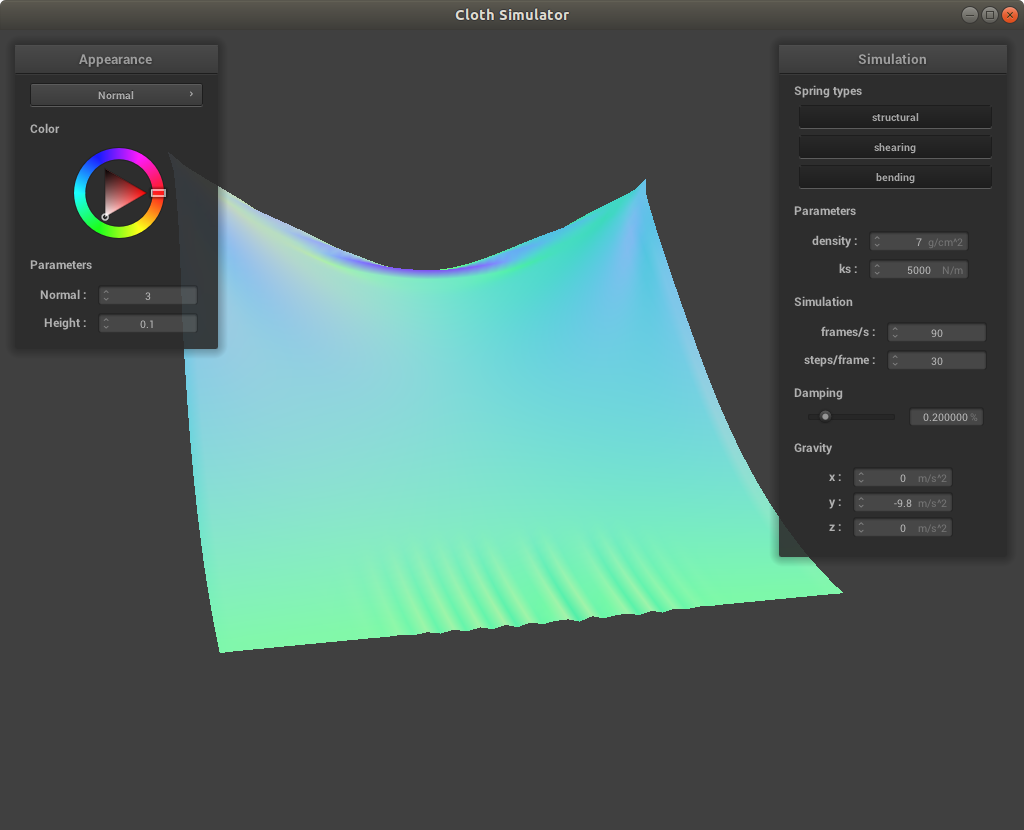 Cloth Simulator
Appearance
Normal ›
Color
Parameters
Normal : 3
Height : 0.1
Simulation
Spring types
structural
shearing
bending
Parameters
density : 7 g/cm^2
ks : 5000 N/m
Simulation
frames/s : 90
steps/frame : 30
Damping
0.200000 %
Gravity
x : 0 m/s^2
y : -9.8 m/s^2
z : 0 m/s^2